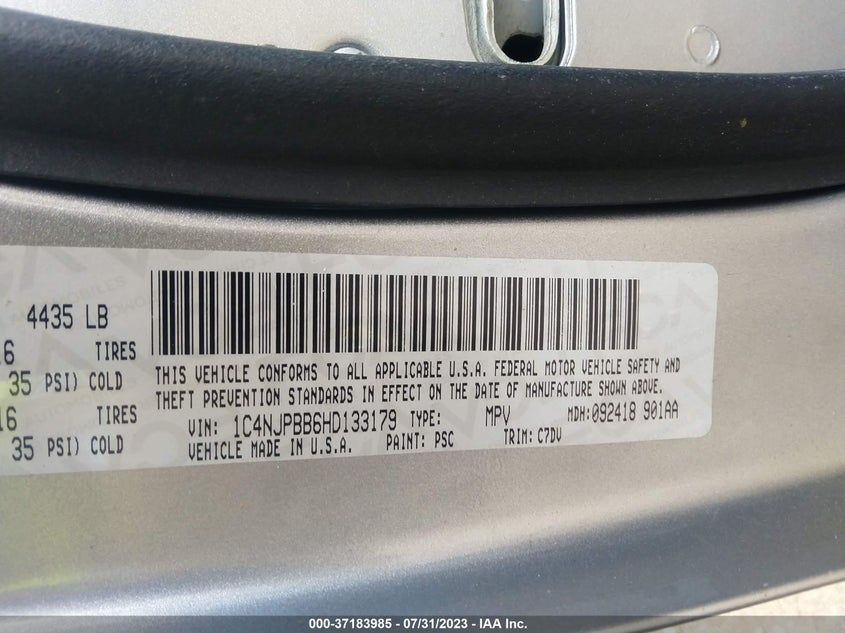 4435 LB
16 TIRES
35 PSI) COLD
16 TIRES
35 PSI) COLD
THIS VEHICLE CONFORMS TO ALL APPLICABLE U.S.A. FEDERAL MOTOR VEHICLE SAFETY AND
THEFT PREVENTION STANDARDS IN EFFECT ON THE DATE OF MANUFACTURE SHOWN ABOVE.
VIN: 1C4NJPBB6HD133179 TYPE: MPV MDH:092418 901AA
VEHICLE MADE IN U.S.A. PAINT: PSC TRIM: C7DV
000-37183985 - 07/31/2023 - IAA Inc.